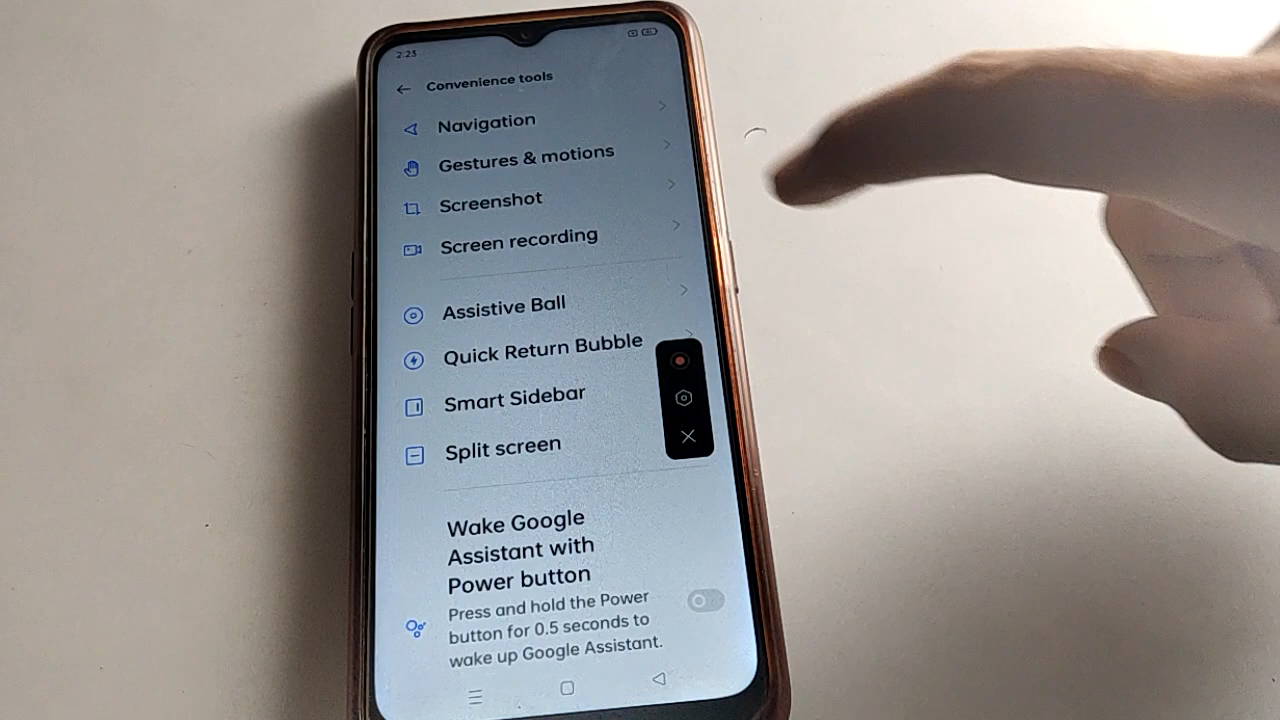 2:23
Convenience tools
Navigation
Gestures & motions
Screenshot
Screen recording
Assistive Ball
Quick Return Bubble
Smart Sidebar
Split screen
Wake Google
Assistant with
Power button
Press and hold the Power
button for 0.5 seconds to
wake up Google Assistant.